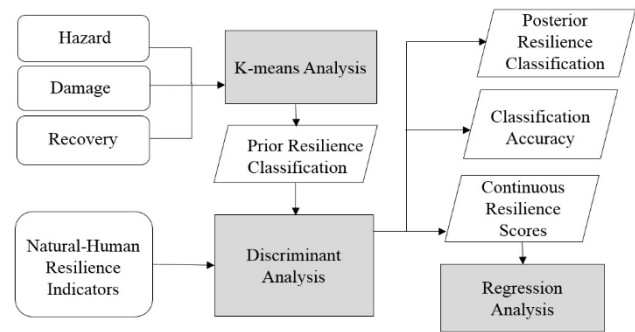 Hazard
Damage
Recovery
K-means Analysis
Prior Resilience
Classification
Natural-Human
Resilience
Indicators
Discriminant
Analysis
Posterior
Resilience
Classification
Classification
Accuracy
Continuous
Resilience
Scores
Regression
Analysis